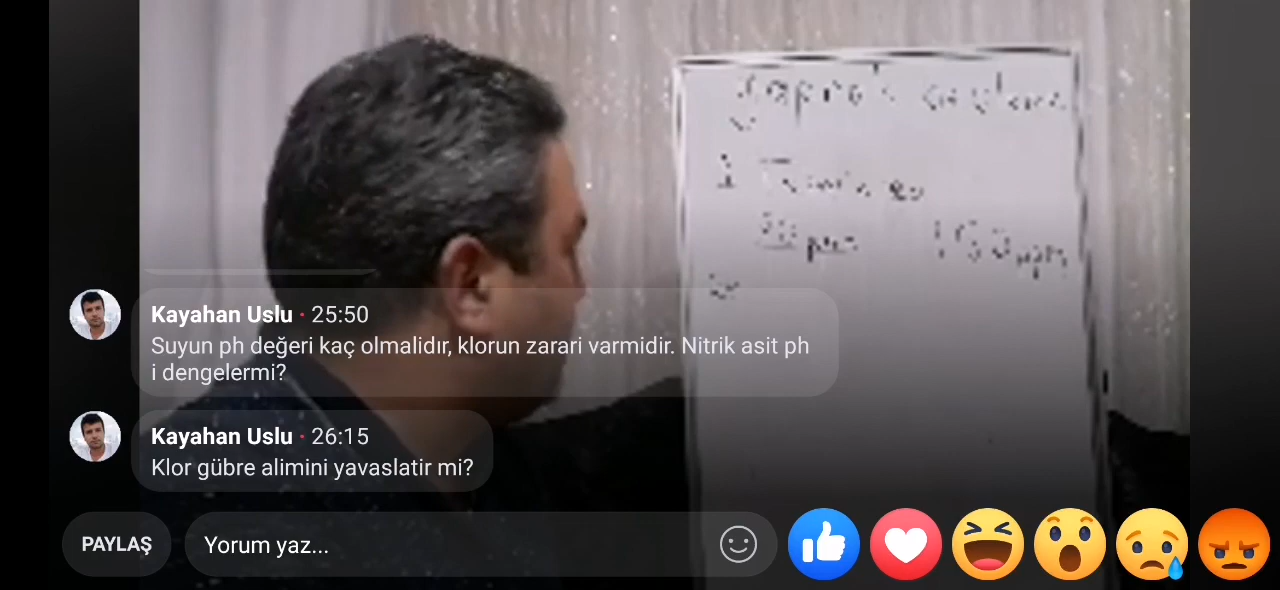 Kayahan Uslu · 25:50
Suyun ph değeri kaç olmalidır, klorun zarari varmidir. Nitrik asit ph
i dengelermi?
Kayahan Uslu · 26:15
Klor gübre alimini yavaslatir mi?
PAYLAŞ
Yorum yaz...